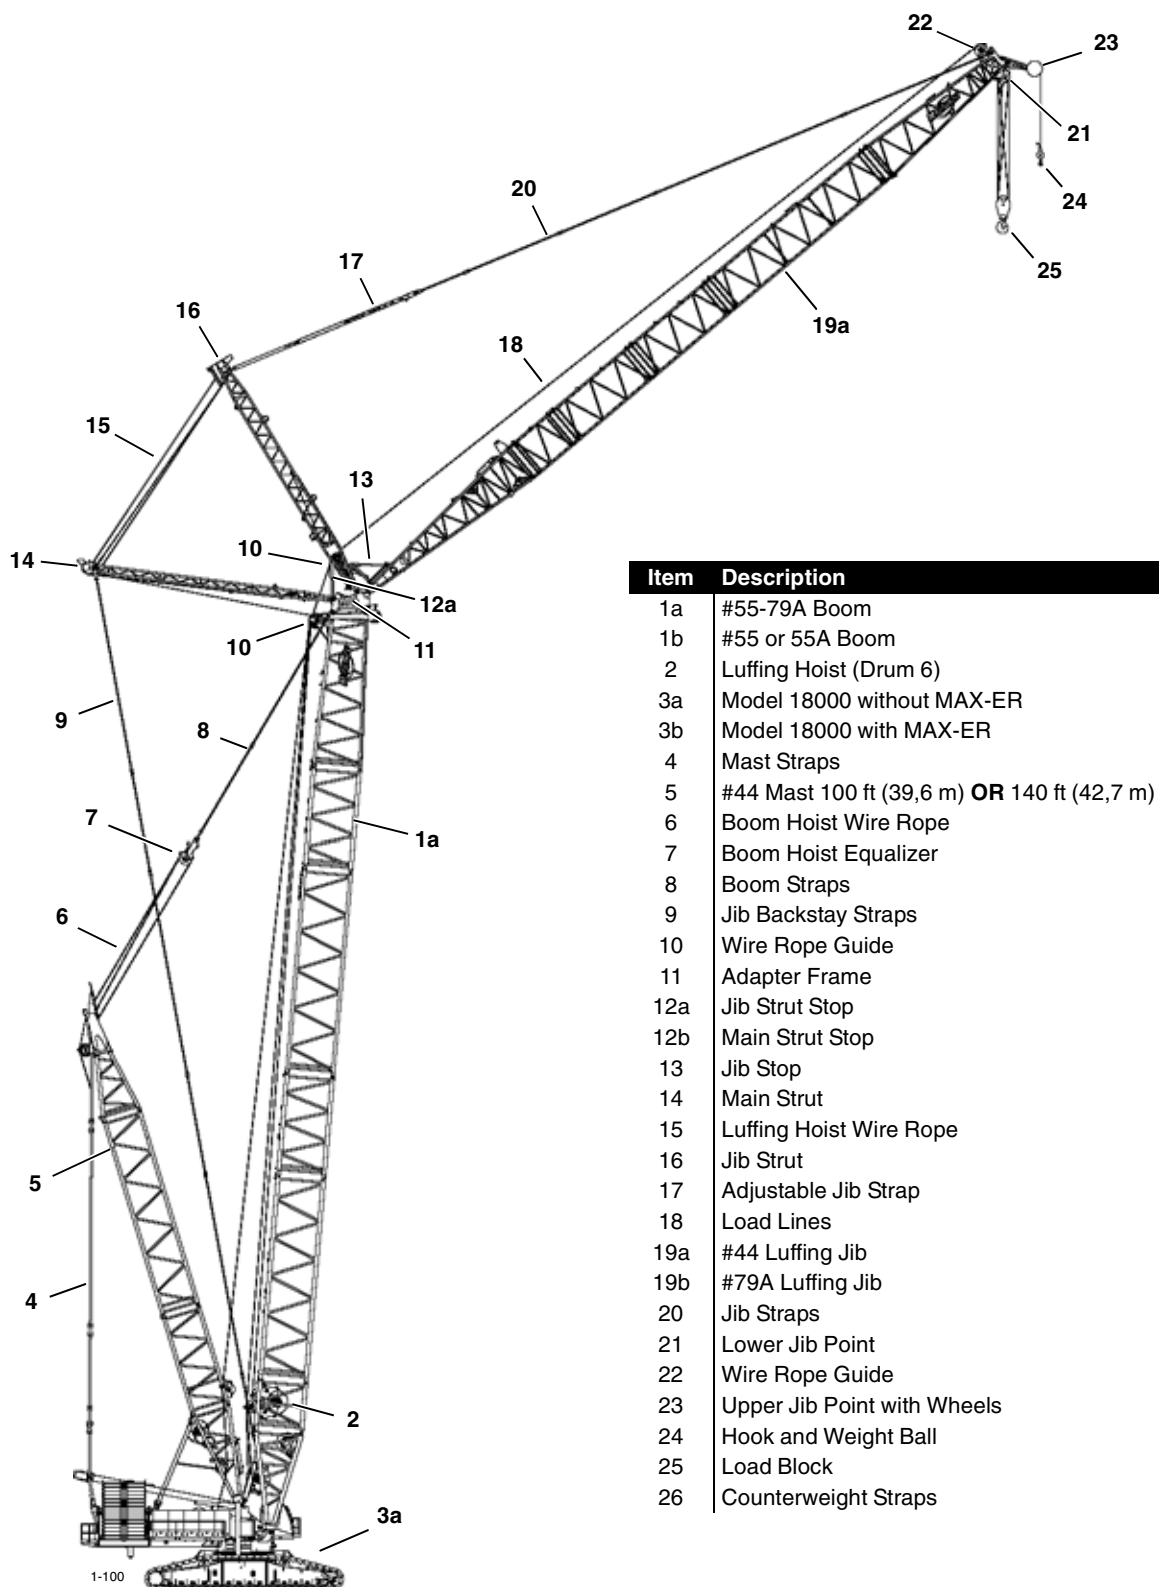 22
23
21
20
24
17
25
16
19a
18
15
13
14
10
12a
10
11
9
8
7
1a
6
5
4
2
3a
1-100
Item Description
1a #55-79A Boom
1b #55 or 55A Boom
2 Luffing Hoist (Drum 6)
3a Model 18000 without MAX-ER
3b Model 18000 with MAX-ER
4 Mast Straps
5 #44 Mast 100 ft (39,6 m) OR 140 ft (42,7 m)
6 Boom Hoist Wire Rope
7 Boom Hoist Equalizer
8 Boom Straps
9 Jib Backstay Straps
10 Wire Rope Guide
11 Adapter Frame
12a Jib Strut Stop
12b Main Strut Stop
13 Jib Stop
14 Main Strut
15 Luffing Hoist Wire Rope
16 Jib Strut
17 Adjustable Jib Strap
18 Load Lines
19a #44 Luffing Jib
19b #79A Luffing Jib
20 Jib Straps
21 Lower Jib Point
22 Wire Rope Guide
23 Upper Jib Point with Wheels
24 Hook and Weight Ball
25 Load Block
26 Counterweight Straps